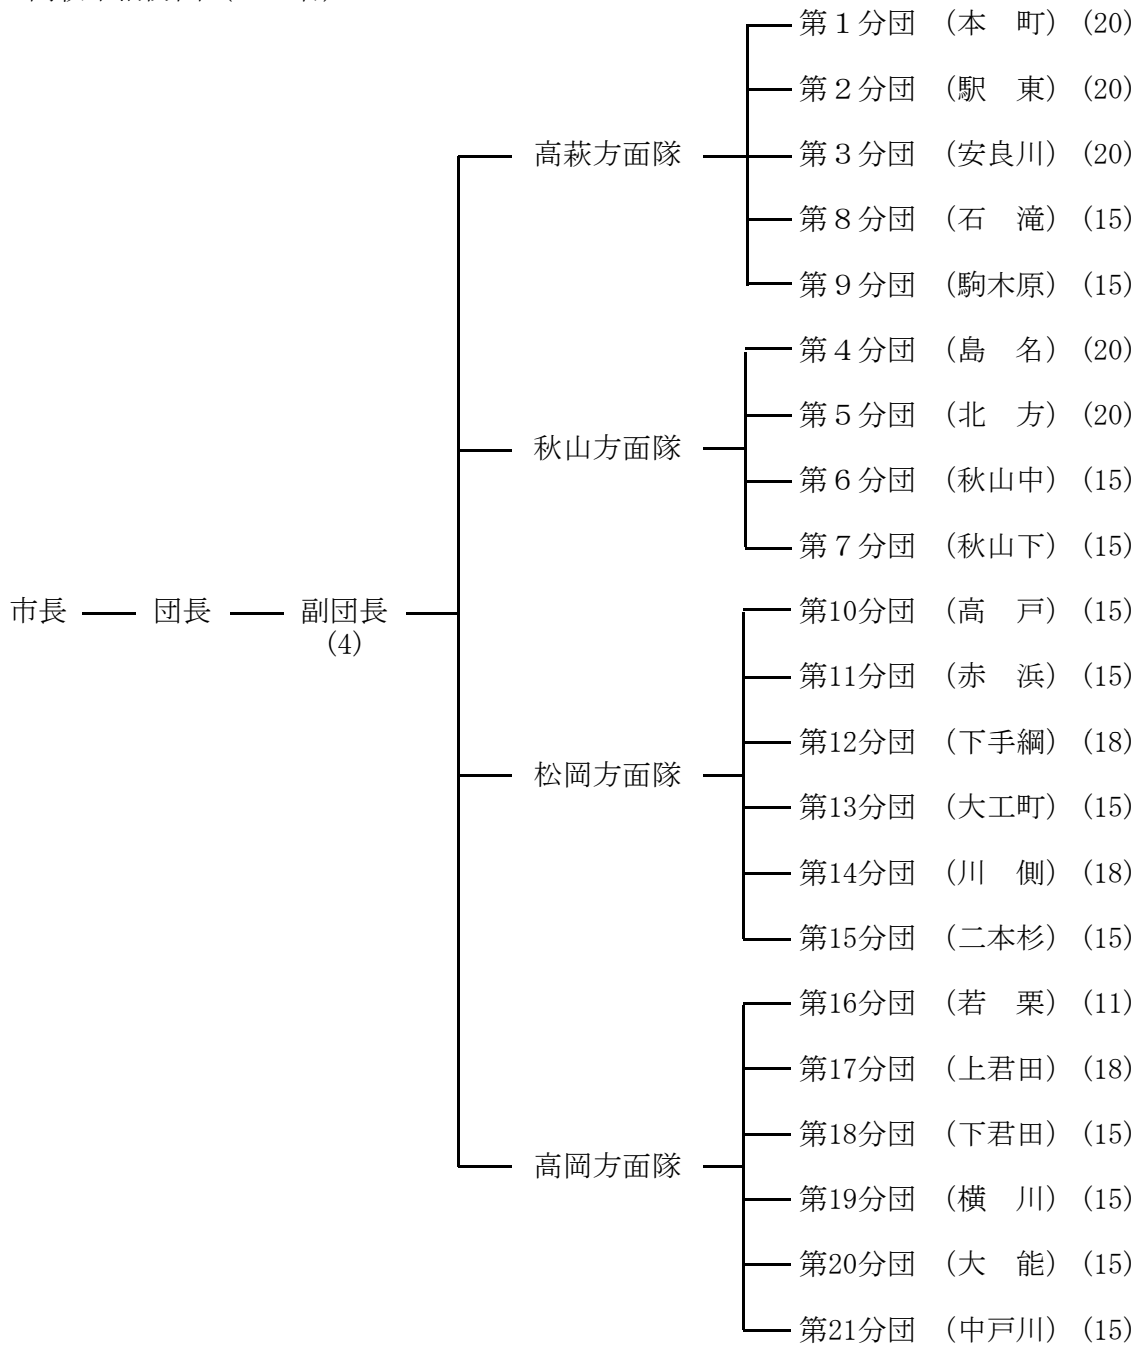 第１分団　（本　町）（20）
第２分団　（駅　東）（20）
高萩方面隊
第３分団　（安良川）（20）
第８分団　（石　滝）（15）
第９分団　（駒木原）（15）
第４分団　（島　名）（20）
第５分団　（北　方）（20）
秋山方面隊
第６分団　（秋山中）（15）
第７分団　（秋山下）（15）
市長　団長　副団長
(4)
第10分団　（高　戸）（15）
第11分団　（赤　浜）（15）
第12分団　（下手綱）（18）
松岡方面隊
第13分団　（大工町）（15）
第14分団　（川　側）（18）
第15分団　（二本杉）（15）
第16分団　（若　栗）（11）
第17分団　（上君田）（18）
第18分団　（下君田）（15）
高岡方面隊
第19分団　（横　川）（15）
第20分団　（大　能）（15）
第21分団　（中戸川）（15）